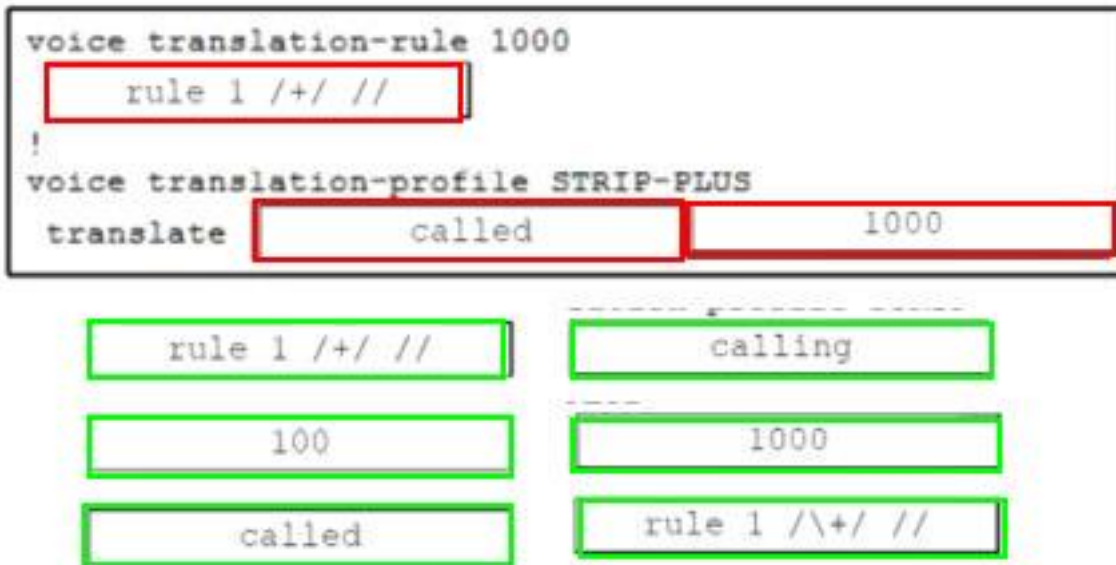 voice translation-rule 1000
rule 1 /+/ //
!
voice translation-profile STRIP-PLUS
translate called 1000
rule 1 /+/ // calling
100 1000
called rule 1 /\+/ //